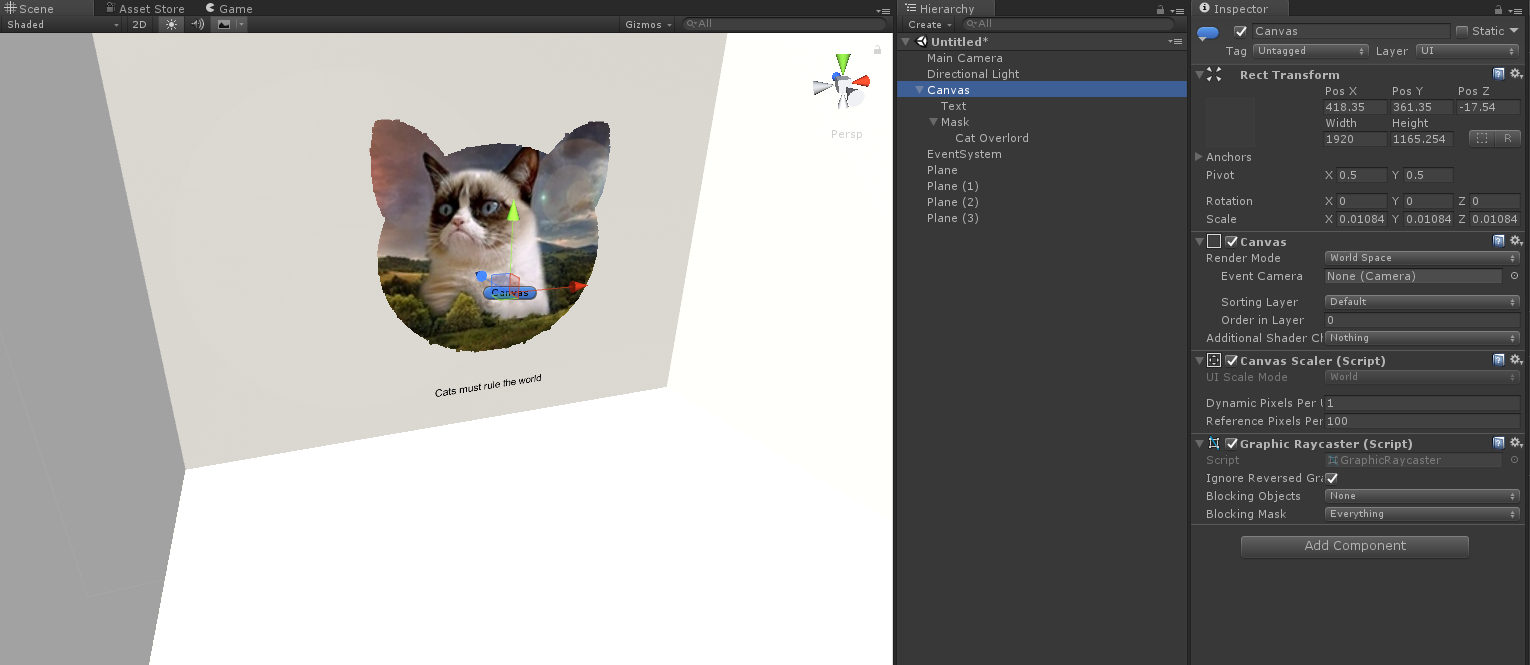 Scene
Asset Store
Game
Shaded
2D
Gizmos
All
Persp
Canvas
Cats must rule the world
Hierarchy
Create
All
Untitled*
Main Camera
Directional Light
Canvas
Text
Mask
Cat Overlord
EventSystem
Plane
Plane (1)
Plane (2)
Plane (3)
Inspector
Canvas
Static
Tag Untagged Layer UI
Rect Transform
Pos X Pos Y Pos Z
418.35 361.35 -17.54
Width Height
1920 1165.254
R
Anchors
Pivot X 0.5 Y 0.5
Rotation X 0 Y 0 Z 0
Scale X 0.01084 Y 0.01084 Z 0.01084
Canvas
Render Mode World Space
Event Camera None (Camera)
Sorting Layer Default
Order in Layer 0
Additional Shader Ch Nothing
Canvas Scaler (Script)
UI Scale Mode World
Dynamic Pixels Per U 1
Reference Pixels Per 100
Graphic Raycaster (Script)
Script GraphicRaycaster
Ignore Reversed Gra
Blocking Objects None
Blocking Mask Everything
Add Component